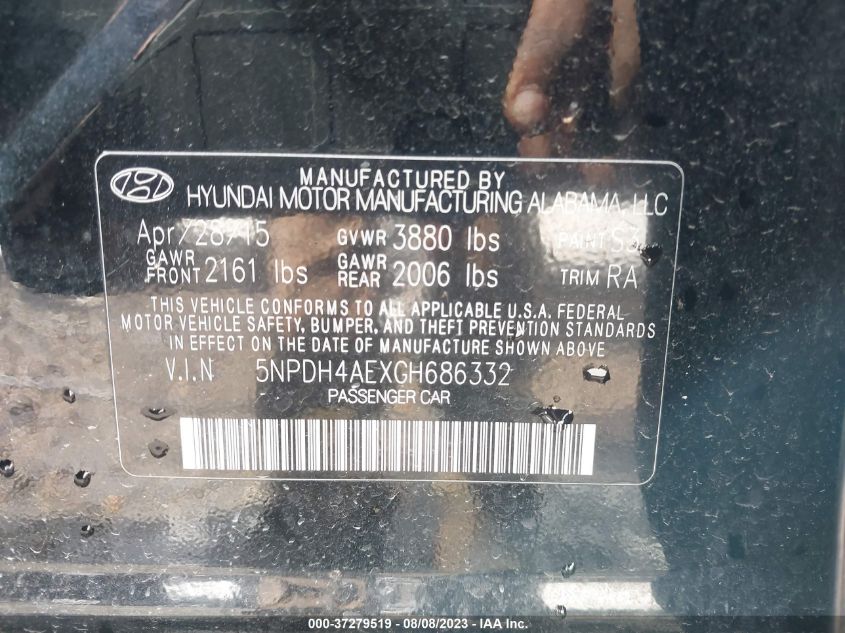 MANUFACTURED BY
HYUNDAI MOTOR MANUFACTURING ALABAMA, LLC
Apr/28/15 GVWR 3880 lbs PAINT S3
GAWR FRONT 2161 lbs GAWR REAR 2006 lbs TRIM RA
THIS VEHICLE CONFORMS TO ALL APPLICABLE U.S.A. FEDERAL
MOTOR VEHICLE SAFETY, BUMPER, AND THEFT PREVENTION STANDARDS
IN EFFECT ON THE DATE OF MANUFACTURE SHOWN ABOVE
V.I.N 5NPDH4AEXGH686332
PASSENGER CAR
000-37279519 - 08/08/2023 - IAA Inc.